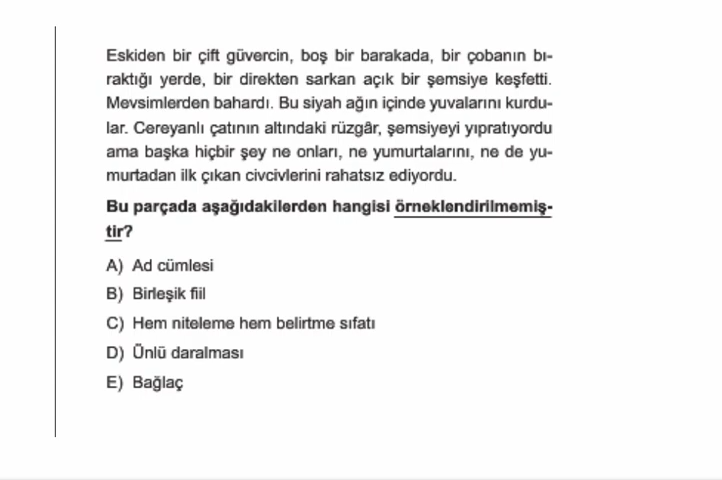 Eskiden bir çift güvercin, boş bir barakada, bir çobanın bı-
raktığı yerde, bir direkten sarkan açık bir şemsiye keşfetti.
Mevsimlerden bahardı. Bu siyah ağın içinde yuvalarını kurdu-
lar. Cereyanlı çatının altındaki rüzgâr, şemsiyeyi yıpratıyordu
ama başka hiçbir şey ne onları, ne yumurtalarını, ne de yu-
murtadan ilk çıkan civcivlerini rahatsız ediyordu.
Bu parçada aşağıdakilerden hangisi örneklendirilmemiş-
tir?
A) Ad cümlesi
B) Birleşik fiil
C) Hem niteleme hem belirtme sıfatı
D) Ünlü daralması
E) Bağlaç